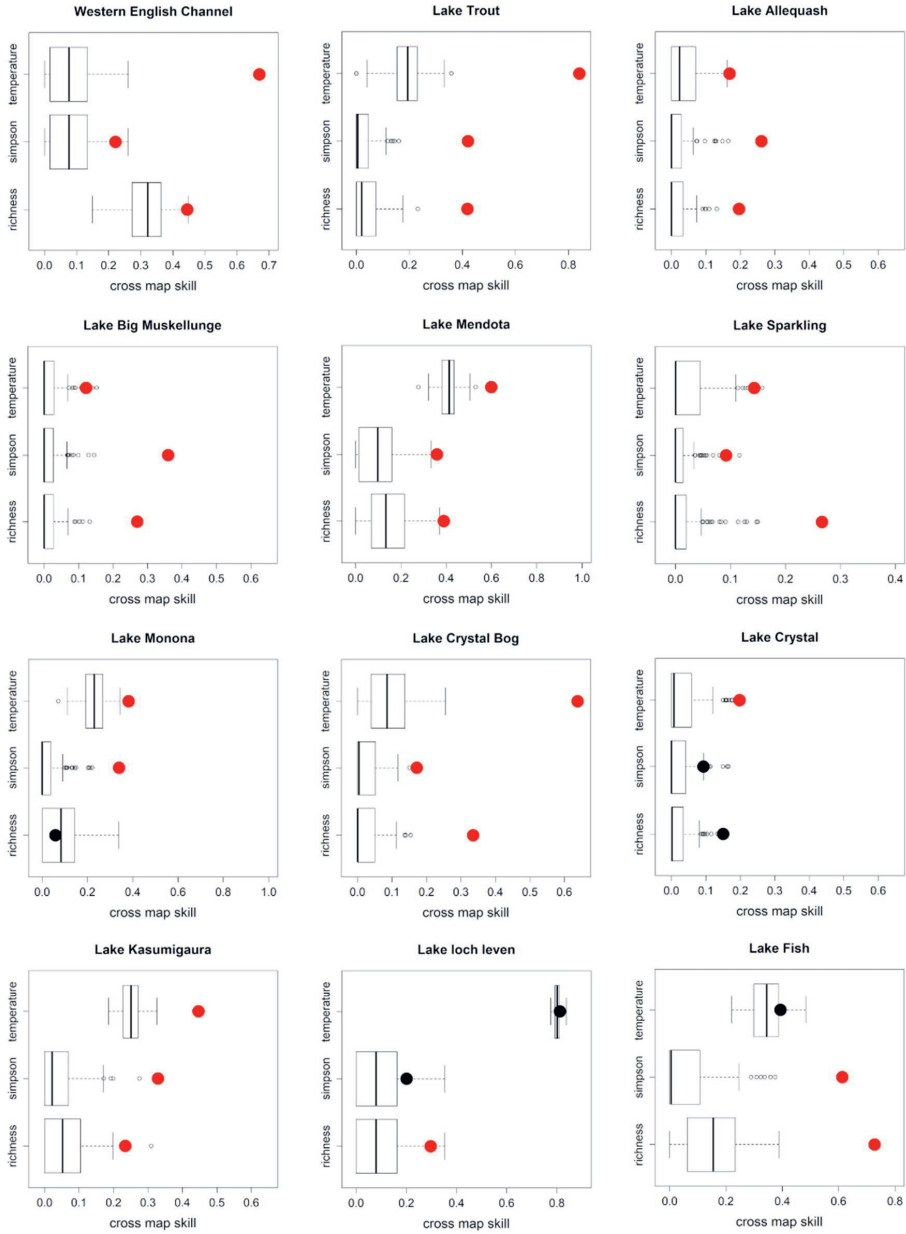 Western English Channel
temperature
simpson
richness
0.0 0.1 0.2 0.3 0.4 0.5 0.6 0.7
cross map skill
Lake Trout
temperature
simpson
richness
0.0 0.2 0.4 0.6 0.8
cross map skill
Lake Allequash
temperature
simpson
richness
0.0 0.1 0.2 0.3 0.4 0.5 0.6
cross map skill
Lake Big Muskellunge
temperature
simpson
richness
0.0 0.1 0.2 0.3 0.4 0.5 0.6
cross map skill
Lake Mendota
temperature
simpson
richness
0.0 0.2 0.4 0.6 0.8 1.0
cross map skill
Lake Sparkling
temperature
simpson
richness
0.0 0.1 0.2 0.3 0.4
cross map skill
Lake Monona
temperature
simpson
richness
0.0 0.2 0.4 0.6 0.8 1.0
cross map skill
Lake Crystal Bog
temperature
simpson
richness
0.0 0.1 0.2 0.3 0.4 0.5 0.6
cross map skill
Lake Crystal
temperature
simpson
richness
0.0 0.1 0.2 0.3 0.4 0.5 0.6
cross map skill
Lake Kasumigaura
temperature
simpson
richness
0.0 0.1 0.2 0.3 0.4 0.5 0.6
cross map skill
Lake loch leven
temperature
simpson
richness
0.0 0.2 0.4 0.6 0.8
cross map skill
Lake Fish
temperature
simpson
richness
0.0 0.2 0.4 0.6 0.8
cross map skill